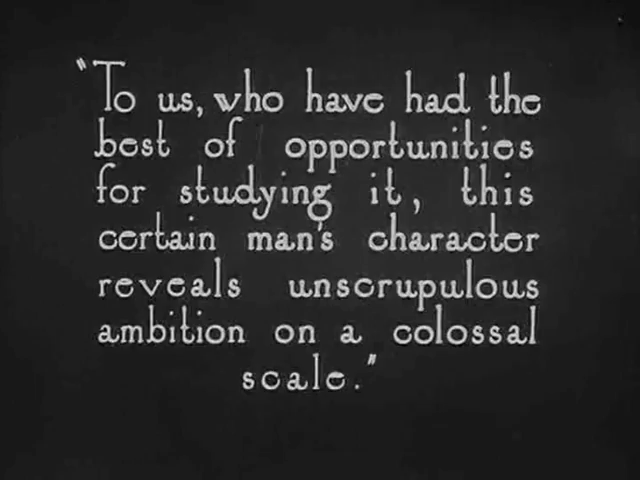 "To us, who have had the
best of opportunities
for studying it, this
certain man's character
reveals unscrupulous
ambition on a colossal
scale."